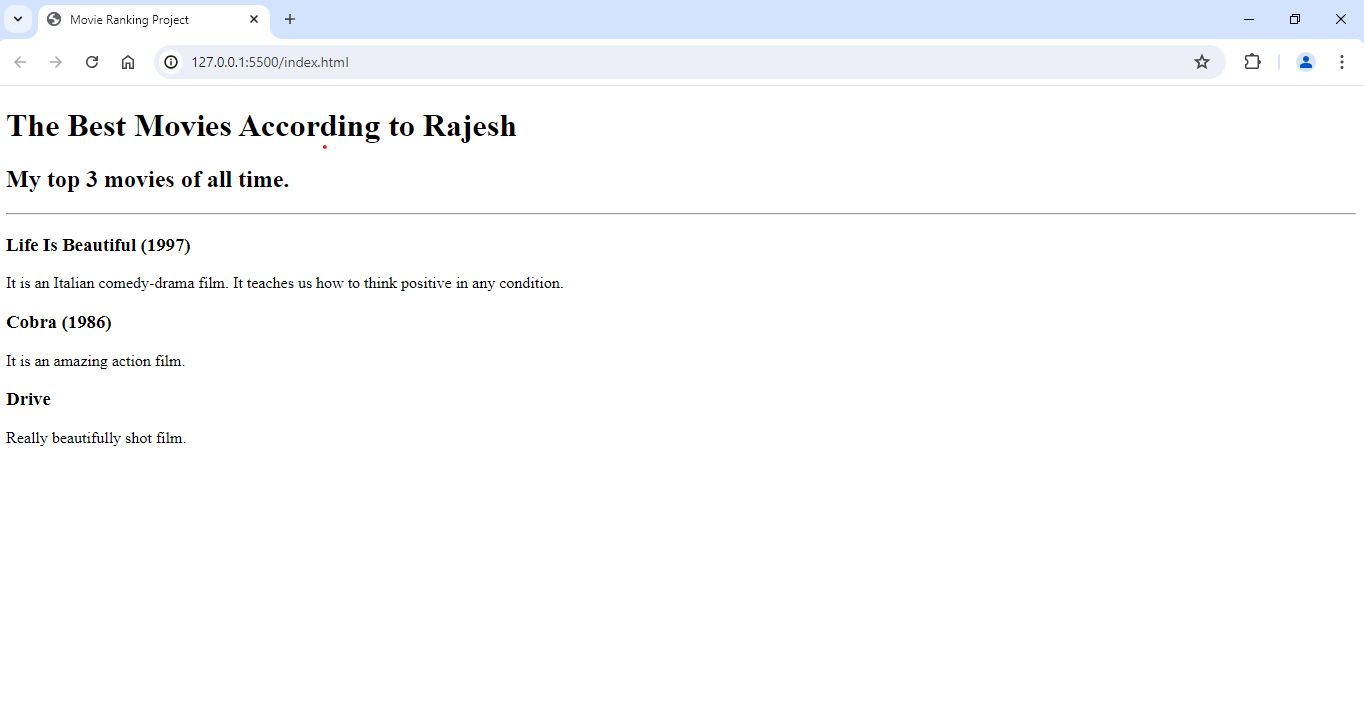 Movie Ranking Project
127.0.0.1:5500/index.html
The Best Movies According to Rajesh
My top 3 movies of all time.
Life Is Beautiful (1997)
It is an Italian comedy-drama film. It teaches us how to think positive in any condition.
Cobra (1986)
It is an amazing action film.
Drive
Really beautifully shot film.